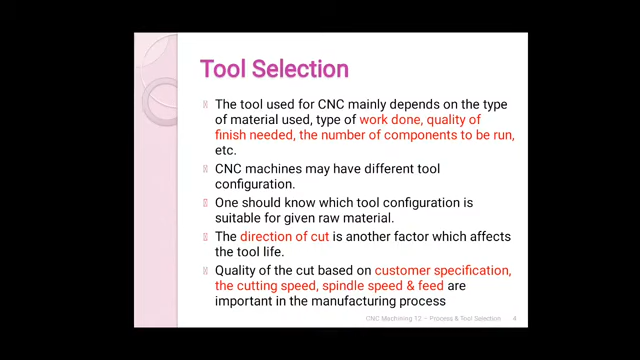 Tool Selection
The tool used for CNC mainly depends on the type
of material used, type of work done, quality of
finish needed, the number of components to be run,
etc.
CNC machines may have different tool
configuration.
One should know which tool configuration is
suitable for given raw material.
The direction of cut is another factor which affects
the tool life.
Quality of the cut based on customer specification,
the cutting speed, spindle speed & feed are
important in the manufacturing process
CNC Machining 12 – Process & Tool Selection 4